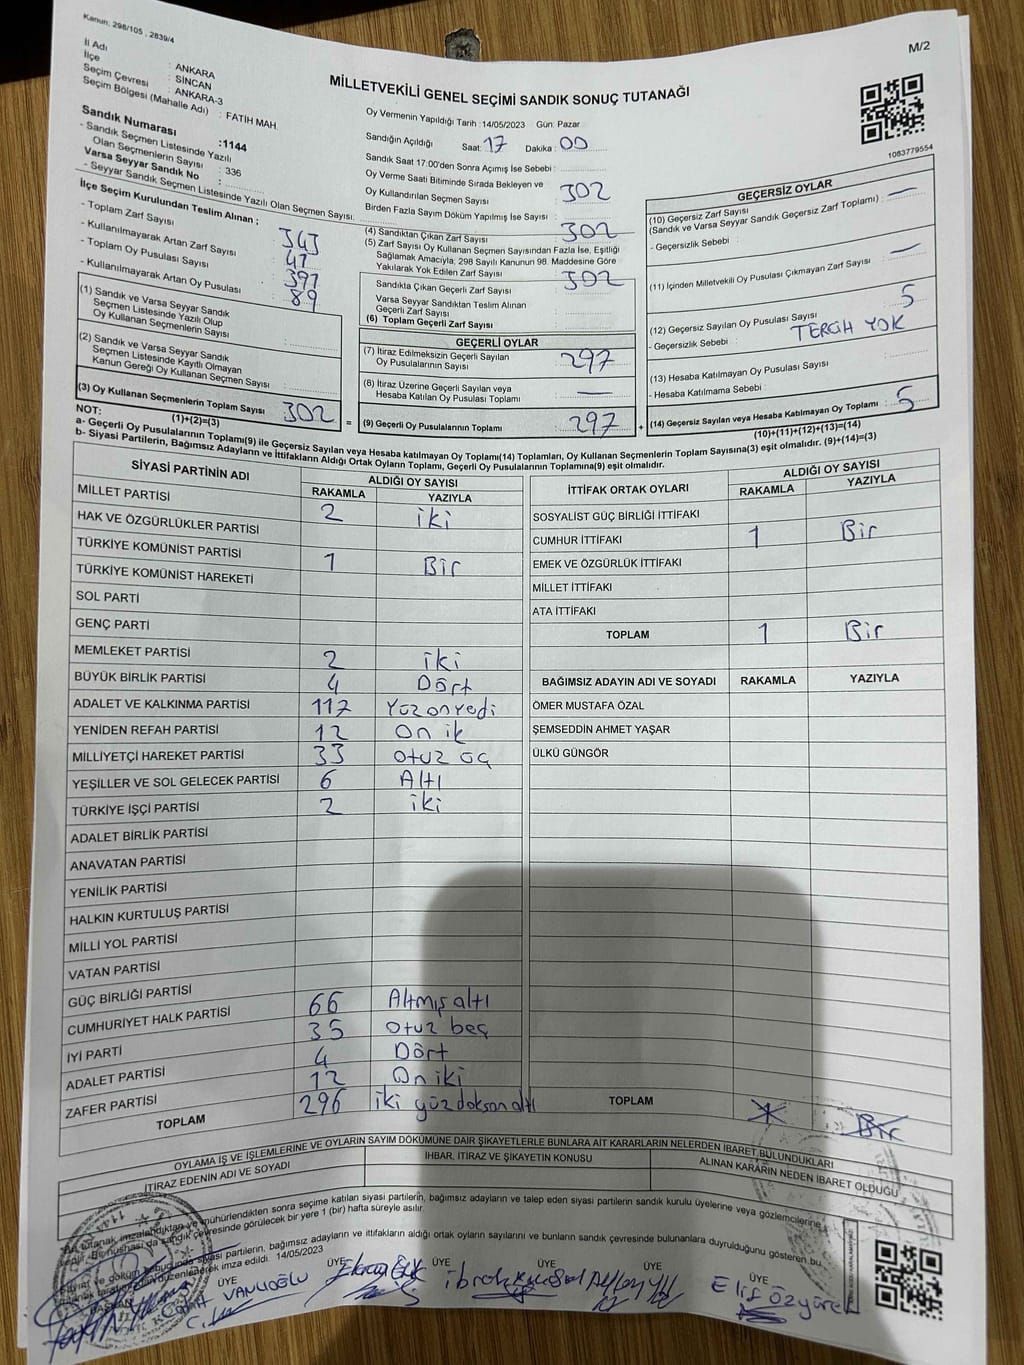 Kanun: 298/105 , 2839/4
M/2
İl Adı : ANKARA
İlçe : SİNCAN
Seçim Çevresi : ANKARA-3
Seçim Bölgesi (Mahalle Adı) : FATİH MAH.
MİLLETVEKİLİ GENEL SEÇİMİ SANDIK SONUÇ TUTANAĞI
Oy Vermenin Yapıldığı Tarih : 14/05/2023 Gün: Pazar
Sandığın Açıldığı Saat: 17 Dakika : 00
Sandık Saat 17:00'den Sonra Açımış İse Sebebi :
Oy Verme Saati Bitiminde Sırada Bekleyen ve
Oy Kullandırılan Seçmen Sayısı 302
Birden Fazla Sayım Döküm Yapılmış İse Sayısı :
1083779554
Sandık Numarası :1144
- Sandık Seçmen Listesinde Yazılı
Olan Seçmenlerin Sayısı : 336
Varsa Seyyar Sandık No :
- Seyyar Sandık Seçmen Listesinde Yazılı Olan Seçmen Sayısı:
İlçe Seçim Kurulundan Teslim Alınan ;
- Toplam Zarf Sayısı : 343
- Kullanılmayarak Artan Zarf Sayısı : 41
- Toplam Oy Pusulası Sayısı : 391
- Kullanılmayarak Artan Oy Pusulası : 89
(1) Sandık ve Varsa Seyyar Sandık
Seçmen Listesinde Yazılı Olup
Oy Kullanan Seçmenlerin Sayısı :
(2) Sandık ve Varsa Seyyar Sandık
Seçmen Listesinde Kayıtlı Olmayan
Kanun Gereği Oy Kullanan Seçmen Sayısı :
(3) Oy Kullanan Seçmenlerin Toplam Sayısı : 302
(1)+(2)=(3)
(4) Sandıktan Çıkan Zarf Sayısı : 302
(5) Zarf Sayısı Oy Kullanan Seçmen Sayısından Fazla İse, Eşitliği
Sağlamak Amacıyla, 298 Sayılı Kanunun 98. Maddesine Göre
Yakılarak Yok Edilen Zarf Sayısı :
Sandıkta Çıkan Geçerli Zarf Sayısı : 302
Varsa Seyyar Sandıktan Teslim Alınan
Geçerli Zarf Sayısı :
(6) Toplam Geçerli Zarf Sayısı :
GEÇERLİ OYLAR
(7) İtiraz Edilmeksizin Geçerli Sayılan
Oy Pusulalarının Sayısı : 297
(8) İtiraz Üzerine Geçerli Sayılan veya
Hesaba Katılan Oy Pusulası Toplamı : —
= (9) Geçerli Oy Pusulalarının Toplamı : 297
GEÇERSİZ OYLAR
(10) Geçersiz Zarf Sayısı
(Sandık ve Varsa Seyyar Sandık Geçersiz Zarf Toplamı) : —
- Geçersizlik Sebebi :
(11) İçinden Milletvekili Oy Pusulası Çıkmayan Zarf Sayısı : —
(12) Geçersiz Sayılan Oy Pusulası Sayısı : 5
- Geçersizlik Sebebi : TERCİH YOK
(13) Hesaba Katılmayan Oy Pusulası Sayısı :
- Hesaba Katılmama Sebebi :
+ (14) Geçersiz Sayılan veya Hesaba Katılmayan Oy Toplamı : 5
(10)+(11)+(12)+(13)=(14)
NOT:
a- Geçerli Oy Pusulalarının Toplamı(9) ile Geçersiz Sayılan veya Hesaba katılmayan Oy Toplamı(14) Toplamları, Oy Kullanan Seçmenlerin Toplam Sayısına(3) eşit olmalıdır. (9)+(14)=(3)
b- Siyasi Partilerin, Bağımsız Adayların ve İttifakların Aldığı Ortak Oyların Toplamı, Geçerli Oy Pusulalarının Toplamına(9) eşit olmalıdır.
SİYASİ PARTİNİN ADI ALDIĞI OY SAYISI
RAKAMLA YAZIYLA
MİLLET PARTİSİ 2 iki
HAK VE ÖZGÜRLÜKLER PARTİSİ
TÜRKİYE KOMÜNİST PARTİSİ 1 Bir
TÜRKİYE KOMÜNİST HAREKETİ
SOL PARTİ
GENÇ PARTİ
MEMLEKET PARTİSİ 2 iki
BÜYÜK BİRLİK PARTİSİ 4 Dört
ADALET VE KALKINMA PARTİSİ 117 Yüzonyedi
YENİDEN REFAH PARTİSİ 12 On ik
MİLLİYETÇİ HAREKET PARTİSİ 33 otuz üç
YEŞİLLER VE SOL GELECEK PARTİSİ 6 Altı
TÜRKİYE İŞÇİ PARTİSİ 2 iki
ADALET BİRLİK PARTİSİ
ANAVATAN PARTİSİ
YENİLİK PARTİSİ
HALKIN KURTULUŞ PARTİSİ
MİLLİ YOL PARTİSİ
VATAN PARTİSİ
GÜÇ BİRLİĞİ PARTİSİ
CUMHURİYET HALK PARTİSİ 66 Altmış altı
İYİ PARTİ 35 otuz beş
ADALET PARTİSİ 4 Dört
ZAFER PARTİSİ 12 On iki
TOPLAM 296 iki yüzdoksan altı
İTTİFAK ORTAK OYLARI ALDIĞI OY SAYISI
RAKAMLA YAZIYLA
SOSYALİST GÜÇ BİRLİĞİ İTTİFAKI
CUMHUR İTTİFAKI 1 Bir
EMEK VE ÖZGÜRLÜK İTTİFAKI
MİLLET İTTİFAKI
ATA İTTİFAKI
TOPLAM 1 Bir
BAĞIMSIZ ADAYIN ADI VE SOYADI RAKAMLA YAZIYLA
ÖMER MUSTAFA ÖZAL
ŞEMSEDDİN AHMET YAŞAR
ÜLKÜ GÜNGÖR
TOPLAM 1 Bir
OYLAMA İŞ VE İŞLEMLERİNE VE OYLARIN SAYIM DÖKÜMÜNE DAİR ŞİKAYETLERLE BUNLARA AİT KARARLARIN NELERDEN İBARET BULUNDUKLARI
İTİRAZ EDENİN ADI VE SOYADI
İHBAR, İTİRAZ VE ŞİKAYETİN KONUSU
ALINAN KARARIN NEDEN İBARET OLDUĞU
tutanak, imzalandıktan ve mühürlendikten sonra seçime katılan siyasi partilerin, bağımsız adayların ve talep eden siyasi partilerin sandık kurulu üyelerine veya gözlemcilerine
verilir. Bir nüshası da sandık çevresinde görülecek bir yere 1 (bir) hafta süreyle asılır.
siyasi partilerin, bağımsız adayların ve ittifakların aldığı ortak oyların sayılarını ve bunların sandık çevresinde bulunanlara duyrulduğunu gösteren bu
düzenlenerek imza edildi. 14/05/2023
ÜYE ÜYE ÜYE ÜYE ÜYE
VANLIOĞLU
Elif Özyürek